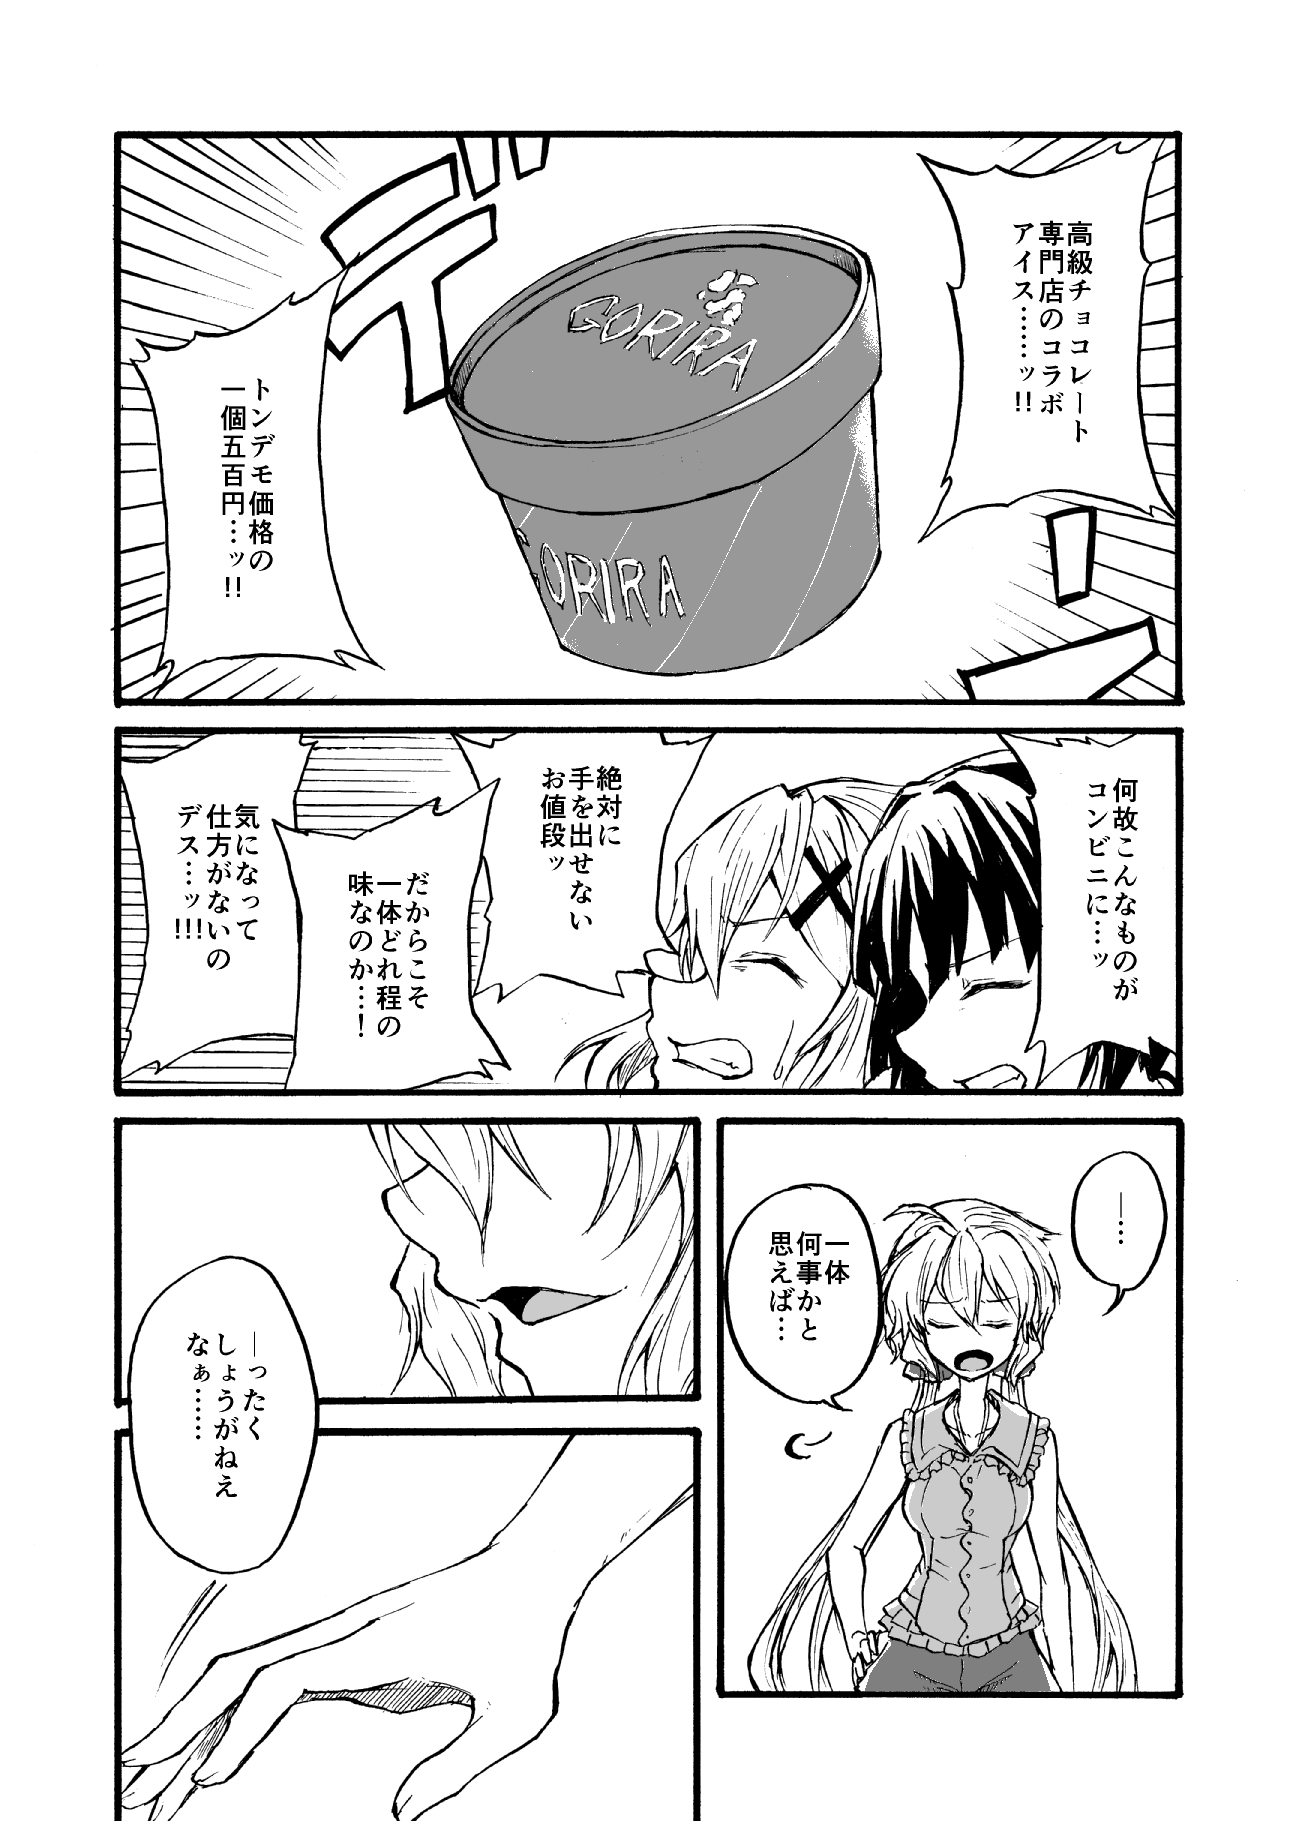 高級チョコレート
専門店のコラボ
アイス……ッ!!
デ
ン
GORIRA
GORIRA
トンデモ価格の
一個五百円…ッ!!
何故こんなものが
コンビニに…ッ
絶対に
手を出せない
お値段ッ
だからこそ
一体どれ程の
味なのか…!
気になって
仕方がないの
デス…ッ!!!
―…
一体
何事かと
思えば…
―ったく
しょうがねえ
なぁ……